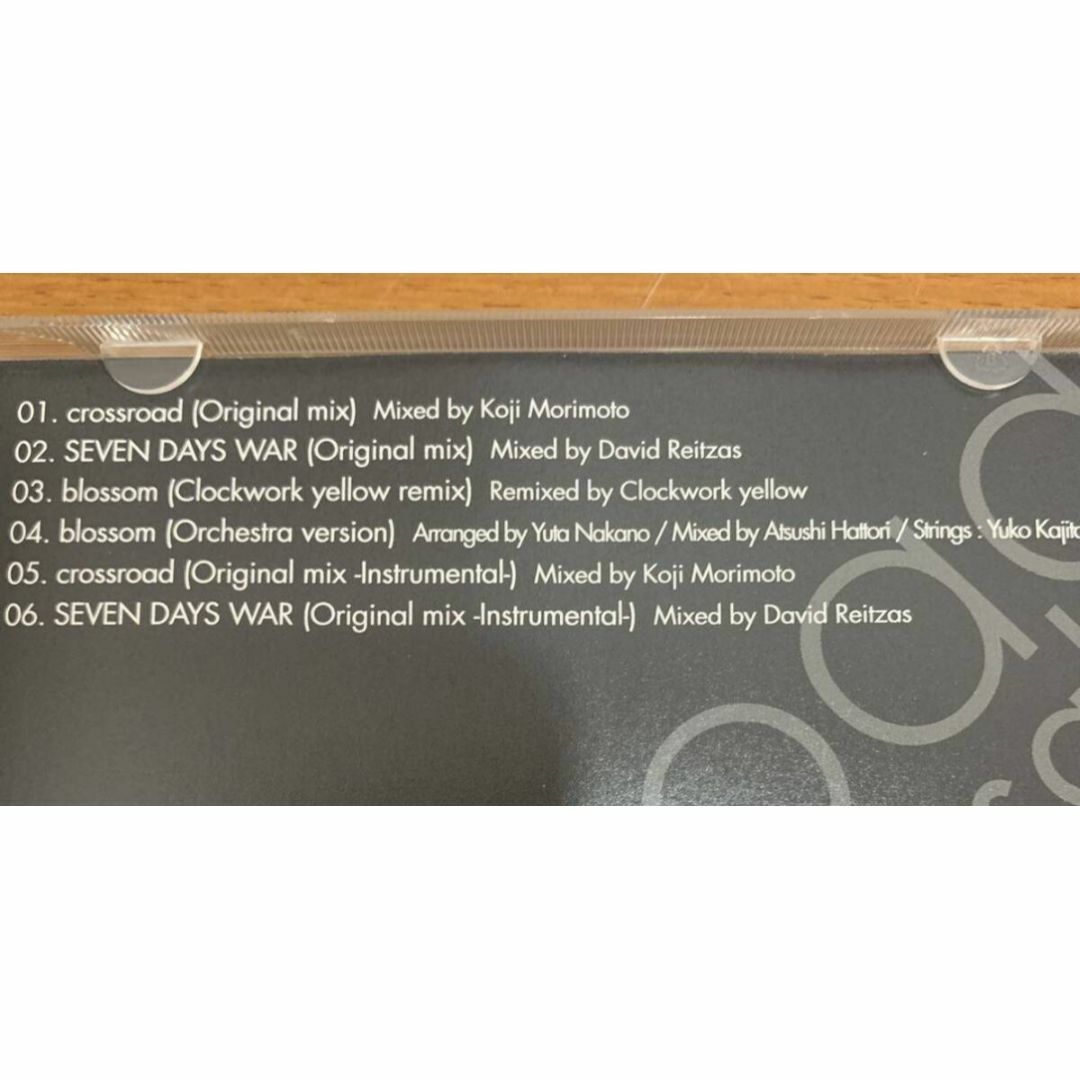 01. crossroad (Original mix) Mixed by Koji Morimoto
02. SEVEN DAYS WAR (Original mix) Mixed by David Reitzas
03. blossom (Clockwork yellow remix) Remixed by Clockwork yellow
04. blossom (Orchestra version) Arranged by Yuta Nakano / Mixed by Atsushi Hattori / Strings : Yuko
05. crossroad (Original mix -Instrumental-) Mixed by Koji Morimoto
06. SEVEN DAYS WAR (Original mix -Instrumental-) Mixed by David Reitzas